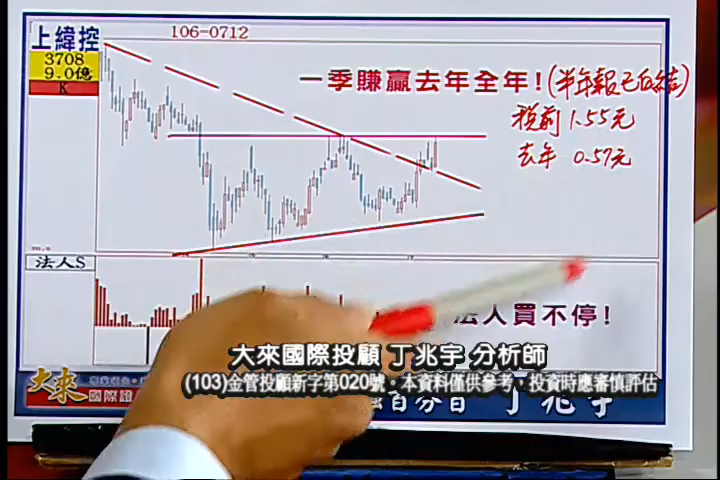 106-0712
上緯控
3708
9.0億
K
一季賺贏去年全年!(半年報已自結)
稅前 1.55元
去年 0.57元
法人S
法人買不停!
大來國際投顧 丁兆宇 分析師
(103)金管投顧新字第020號‧本資料僅供參考，投資時應審慎評估
大來
國際證
丁兆宇